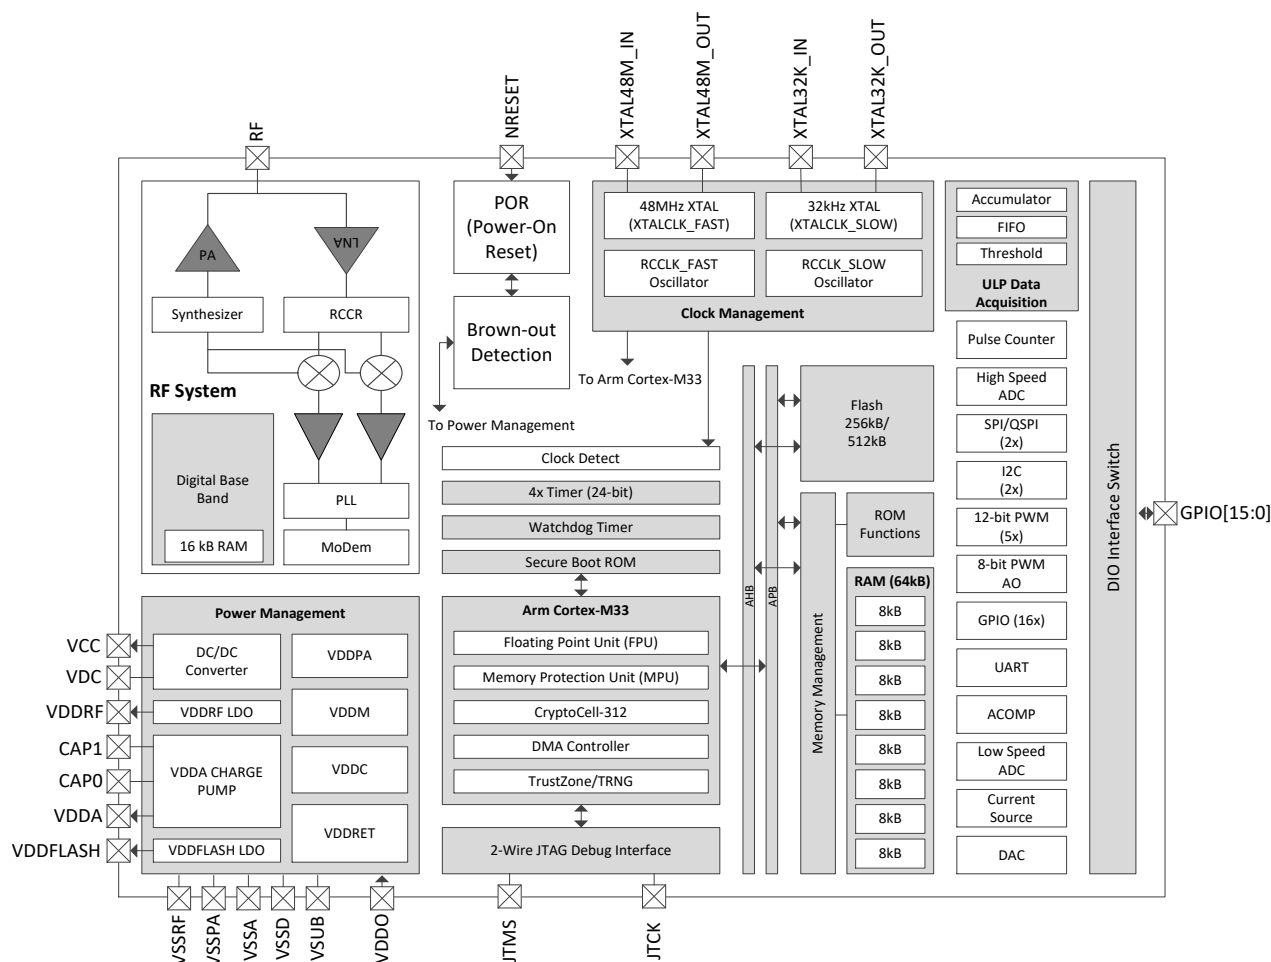 XTAL48M_IN
XTAL48M_OUT
XTAL32K_IN
XTAL32K_OUT
RF
NRESET
PA
LNA
Synthesizer
RCCR
RF System
Digital Base
Band
16 kB RAM
PLL
MoDem
POR
(Power-On
Reset)
Brown-out
Detection
To Power Management
48MHz XTAL
(XTALCLK_FAST)
32kHz XTAL
(XTALCLK_SLOW)
RCCLK_FAST
Oscillator
RCCLK_SLOW
Oscillator
Clock Management
To Arm Cortex-M33
Clock Detect
4x Timer (24-bit)
Watchdog Timer
Secure Boot ROM
Arm Cortex-M33
Floating Point Unit (FPU)
Memory Protection Unit (MPU)
CryptoCell-312
DMA Controller
TrustZone/TRNG
2-Wire JTAG Debug Interface
AHB
APB
Flash
256kB/
512kB
Memory Management
ROM
Functions
RAM (64kB)
8kB
8kB
8kB
8kB
8kB
8kB
8kB
8kB
Accumulator
FIFO
Threshold
ULP Data
Acquisition
Pulse Counter
High Speed
ADC
SPI/QSPI
(2x)
I2C
(2x)
12-bit PWM
(5x)
8-bit PWM
AO
GPIO (16x)
UART
ACOMP
Low Speed
ADC
Current
Source
DAC
DIO Interface Switch
GPIO[15:0]
Power Management
DC/DC
Converter
VDDRF LDO
VDDA CHARGE
PUMP
VDDFLASH LDO
VDDPA
VDDM
VDDC
VDDRET
VCC
VDC
VDDRF
CAP1
CAP0
VDDA
VDDFLASH
VSSRF
VSSPA
VSSA
VSSD
VSUB
VDDO
JTMS
JTCK